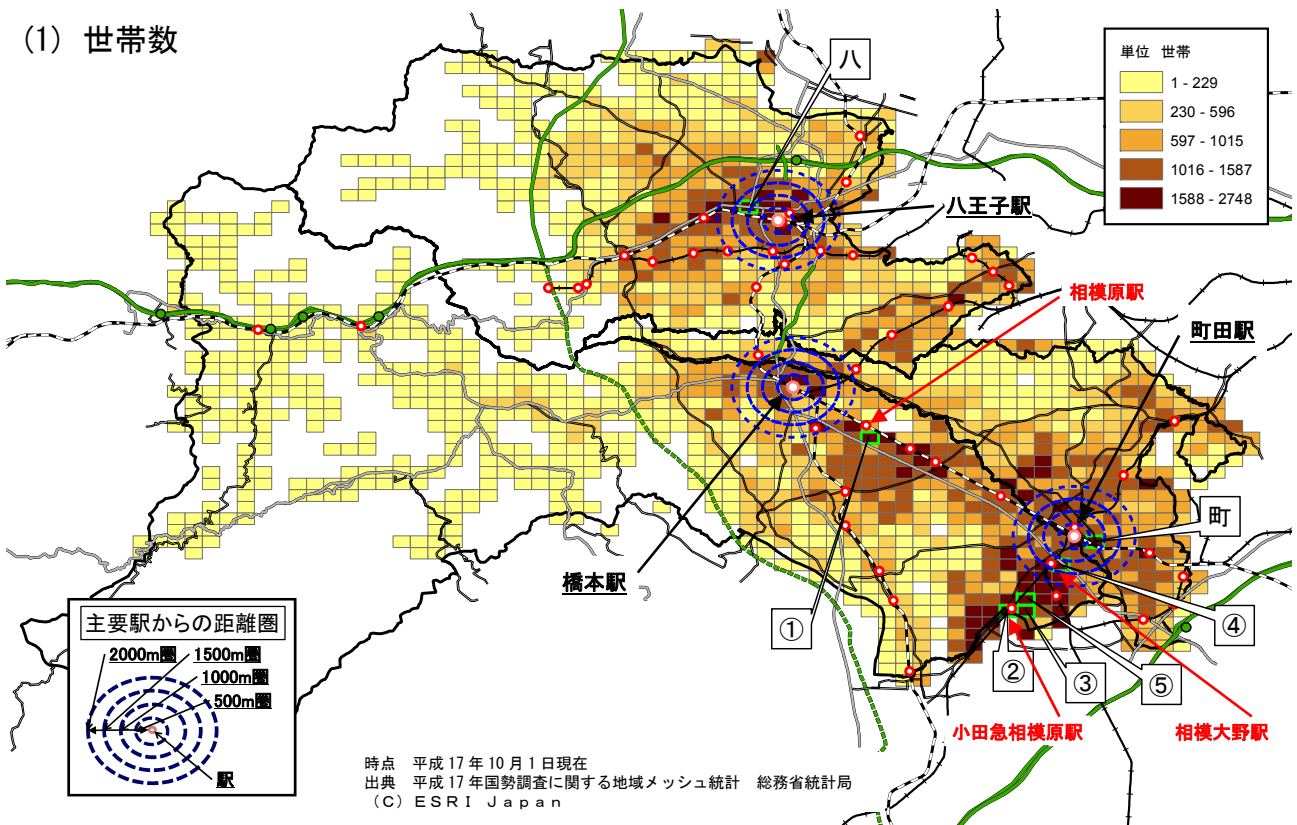 (1) 世帯数
単位 世帯
1 - 229
230 - 596
597 - 1015
1016 - 1587
1588 - 2748
八
八王子駅
相模原駅
町田駅
橋本駅
町
①
②
③
④
⑤
小田急相模原駅
相模大野駅
主要駅からの距離圏
2000m圏
1500m圏
1000m圏
500m圏
駅
時点 平成17年10月1日現在
出典 平成17年国勢調査に関する地域メッシュ統計 総務省統計局
(C) ESRI Japan